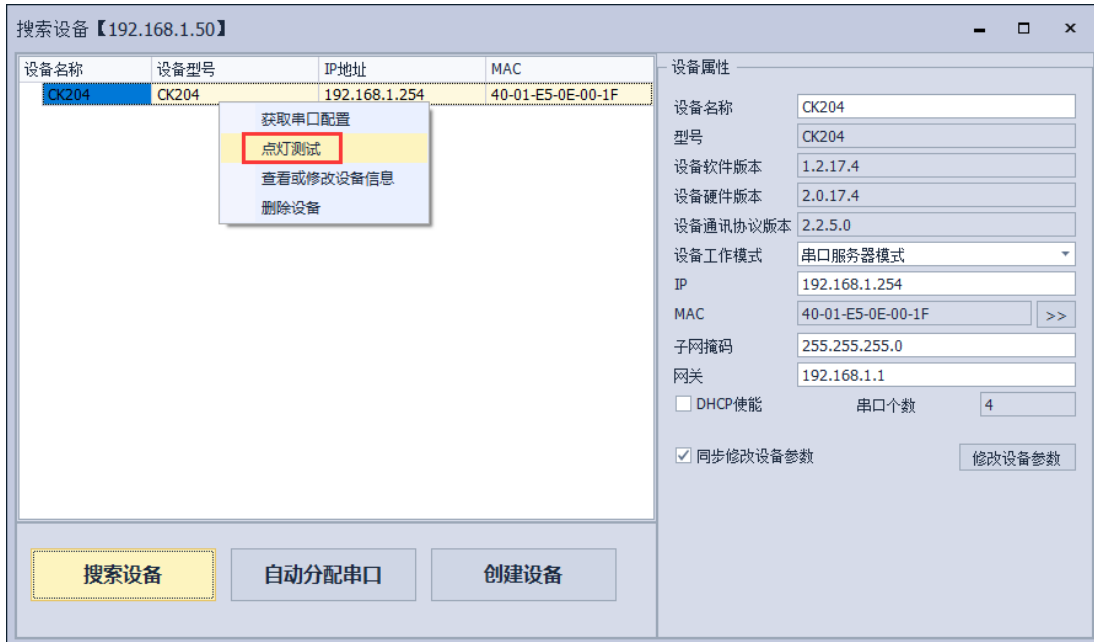 搜索设备【192.168.1.50】
设备名称 设备型号 IP地址 MAC
CK204 CK204 192.168.1.254 40-01-E5-0E-00-1F
获取串口配置
点灯测试
查看或修改设备信息
删除设备
搜索设备 自动分配串口 创建设备
设备属性
设备名称 CK204
型号 CK204
设备软件版本 1.2.17.4
设备硬件版本 2.0.17.4
设备通讯协议版本 2.2.5.0
设备工作模式 串口服务器模式
IP 192.168.1.254
MAC 40-01-E5-0E-00-1F >>
子网掩码 255.255.255.0
网关 192.168.1.1
DHCP使能 串口个数 4
同步修改设备参数 修改设备参数